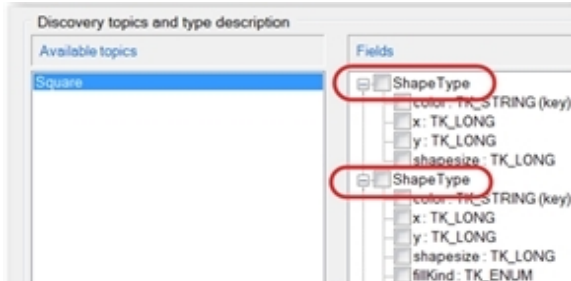 Discovery topics and type description
Available topics
Fields
Square
ShapeType
color : TK_STRING (key)
x : TK_LONG
y : TK_LONG
shapesize : TK_LONG
ShapeType
color : TK_STRING (key)
x : TK_LONG
y : TK_LONG
shapesize : TK_LONG
fillKind : TK_ENUM